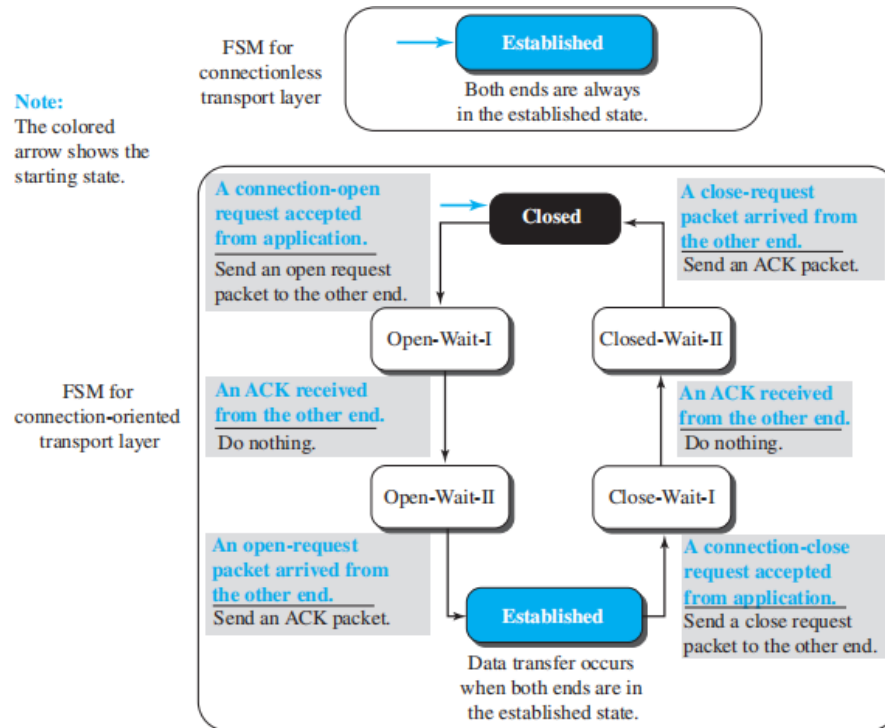 FSM for
connectionless
transport layer
Established
Both ends are always
in the established state.
Note:
The colored
arrow shows the
starting state.
A connection-open
request accepted
from application.
Send an open request
packet to the other end.
Closed
A close-request
packet arrived from
the other end.
Send an ACK packet.
Open-Wait-I
Closed-Wait-II
FSM for
connection-oriented
transport layer
An ACK received
from the other end.
Do nothing.
An ACK received
from the other end.
Do nothing.
Open-Wait-II
Close-Wait-I
An open-request
packet arrived from
the other end.
Send an ACK packet.
Established
A connection-close
request accepted
from application.
Send a close request
packet to the other end.
Data transfer occurs
when both ends are in
the established state.